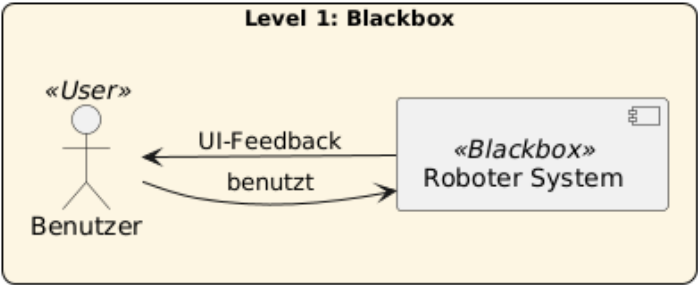 Level 1: Blackbox
«User»
Benutzer
UI-Feedback
benutzt
«Blackbox»
Roboter System